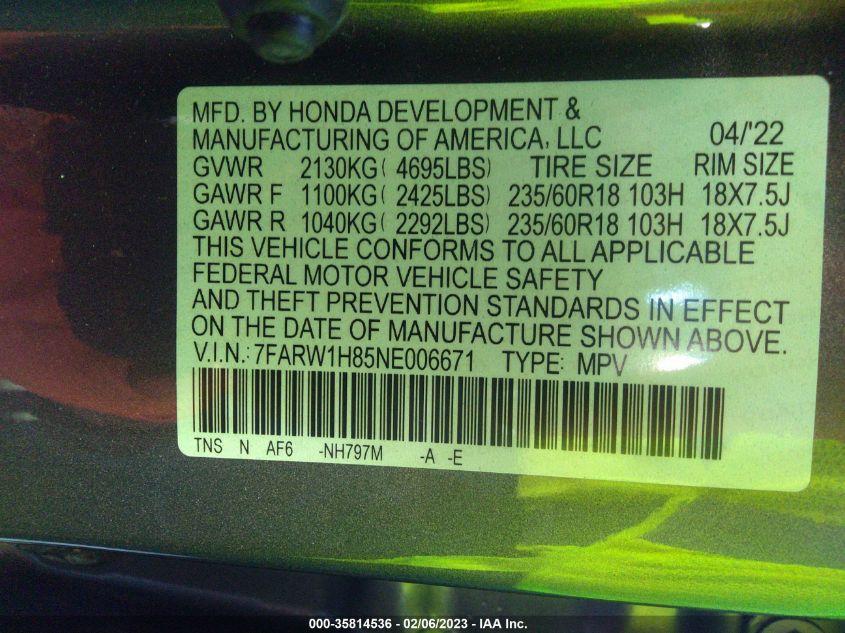 MFD. BY HONDA DEVELOPMENT &
MANUFACTURING OF AMERICA, LLC 04/'22
GVWR 2130KG( 4695LBS) TIRE SIZE RIM SIZE
GAWR F 1100KG( 2425LBS) 235/60R18 103H 18X7.5J
GAWR R 1040KG( 2292LBS) 235/60R18 103H 18X7.5J
THIS VEHICLE CONFORMS TO ALL APPLICABLE
FEDERAL MOTOR VEHICLE SAFETY
AND THEFT PREVENTION STANDARDS IN EFFECT
ON THE DATE OF MANUFACTURE SHOWN ABOVE.
V.I.N.: 7FARW1H85NE006671 TYPE: MPV
TNS N AF6 -NH797M -A -E
000-35814536 - 02/06/2023 - IAA Inc.